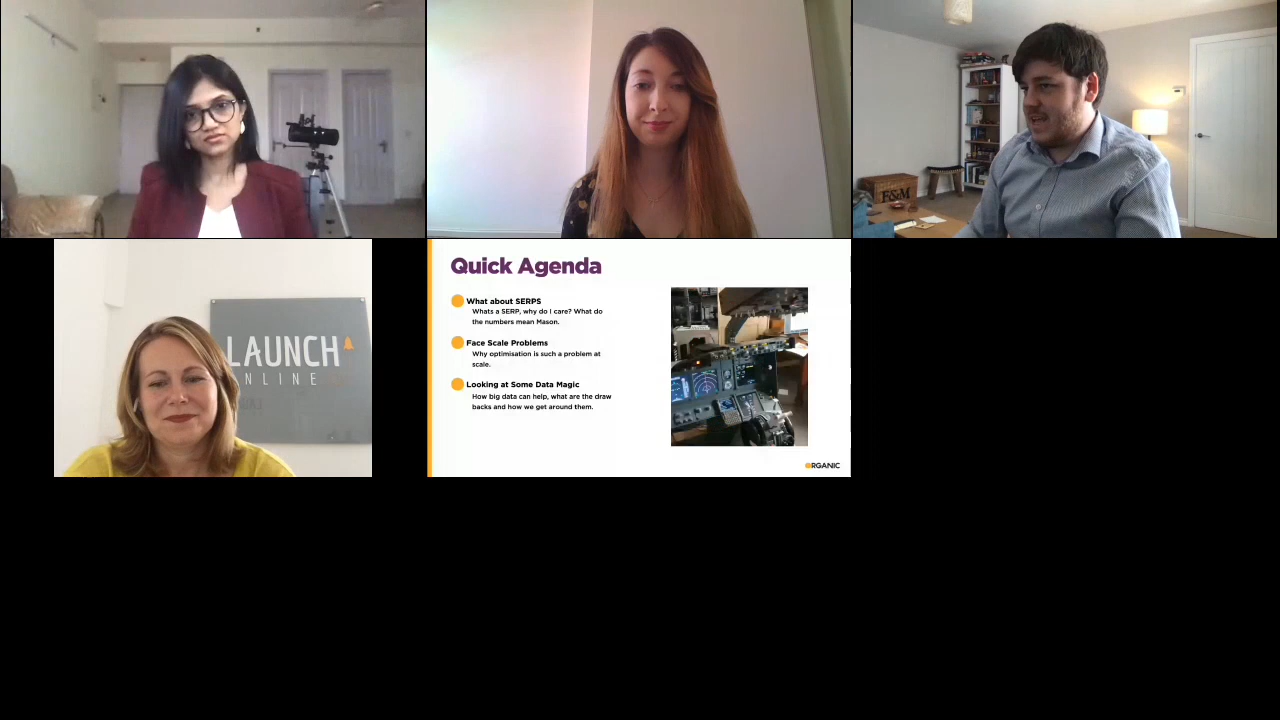 F&M
LAUNCH
NLINE
Quick Agenda
What about SERPS
Whats a SERP, why do I care? What do
the numbers mean Mason.
Face Scale Problems
Why optimisation is such a problem at
scale.
Looking at Some Data Magic
How big data can help, what are the draw
backs and how we get around them.
RGANIC